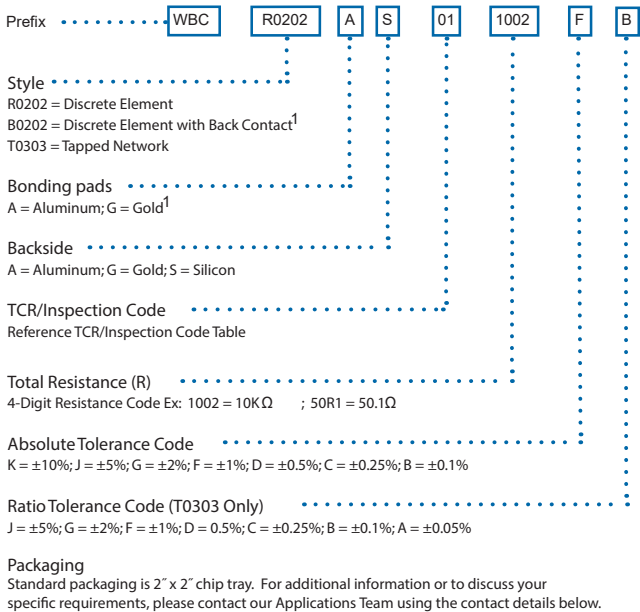 Prefix WBC R0202 A S 01 1002 F B
Style
R0202 = Discrete Element
B0202 = Discrete Element with Back Contact1
T0303 = Tapped Network
Bonding pads
A = Aluminum; G = Gold1
Backside
A = Aluminum; G = Gold; S = Silicon
TCR/Inspection Code
Reference TCR/Inspection Code Table
Total Resistance (R)
4-Digit Resistance Code Ex: 1002 = 10KΩ ; 50R1 = 50.1Ω
Absolute Tolerance Code
K = ±10%; J = ±5%; G = ±2%; F = ±1%; D = ±0.5%; C = ±0.25%; B = ±0.1%
Ratio Tolerance Code (T0303 Only)
J = ±5%; G = ±2%; F = ±1%; D = 0.5%; C = ±0.25%; B = ±0.1%; A = ±0.05%
Packaging
Standard packaging is 2˝ x 2˝ chip tray. For additional information or to discuss your
specific requirements, please contact our Applications Team using the contact details below.